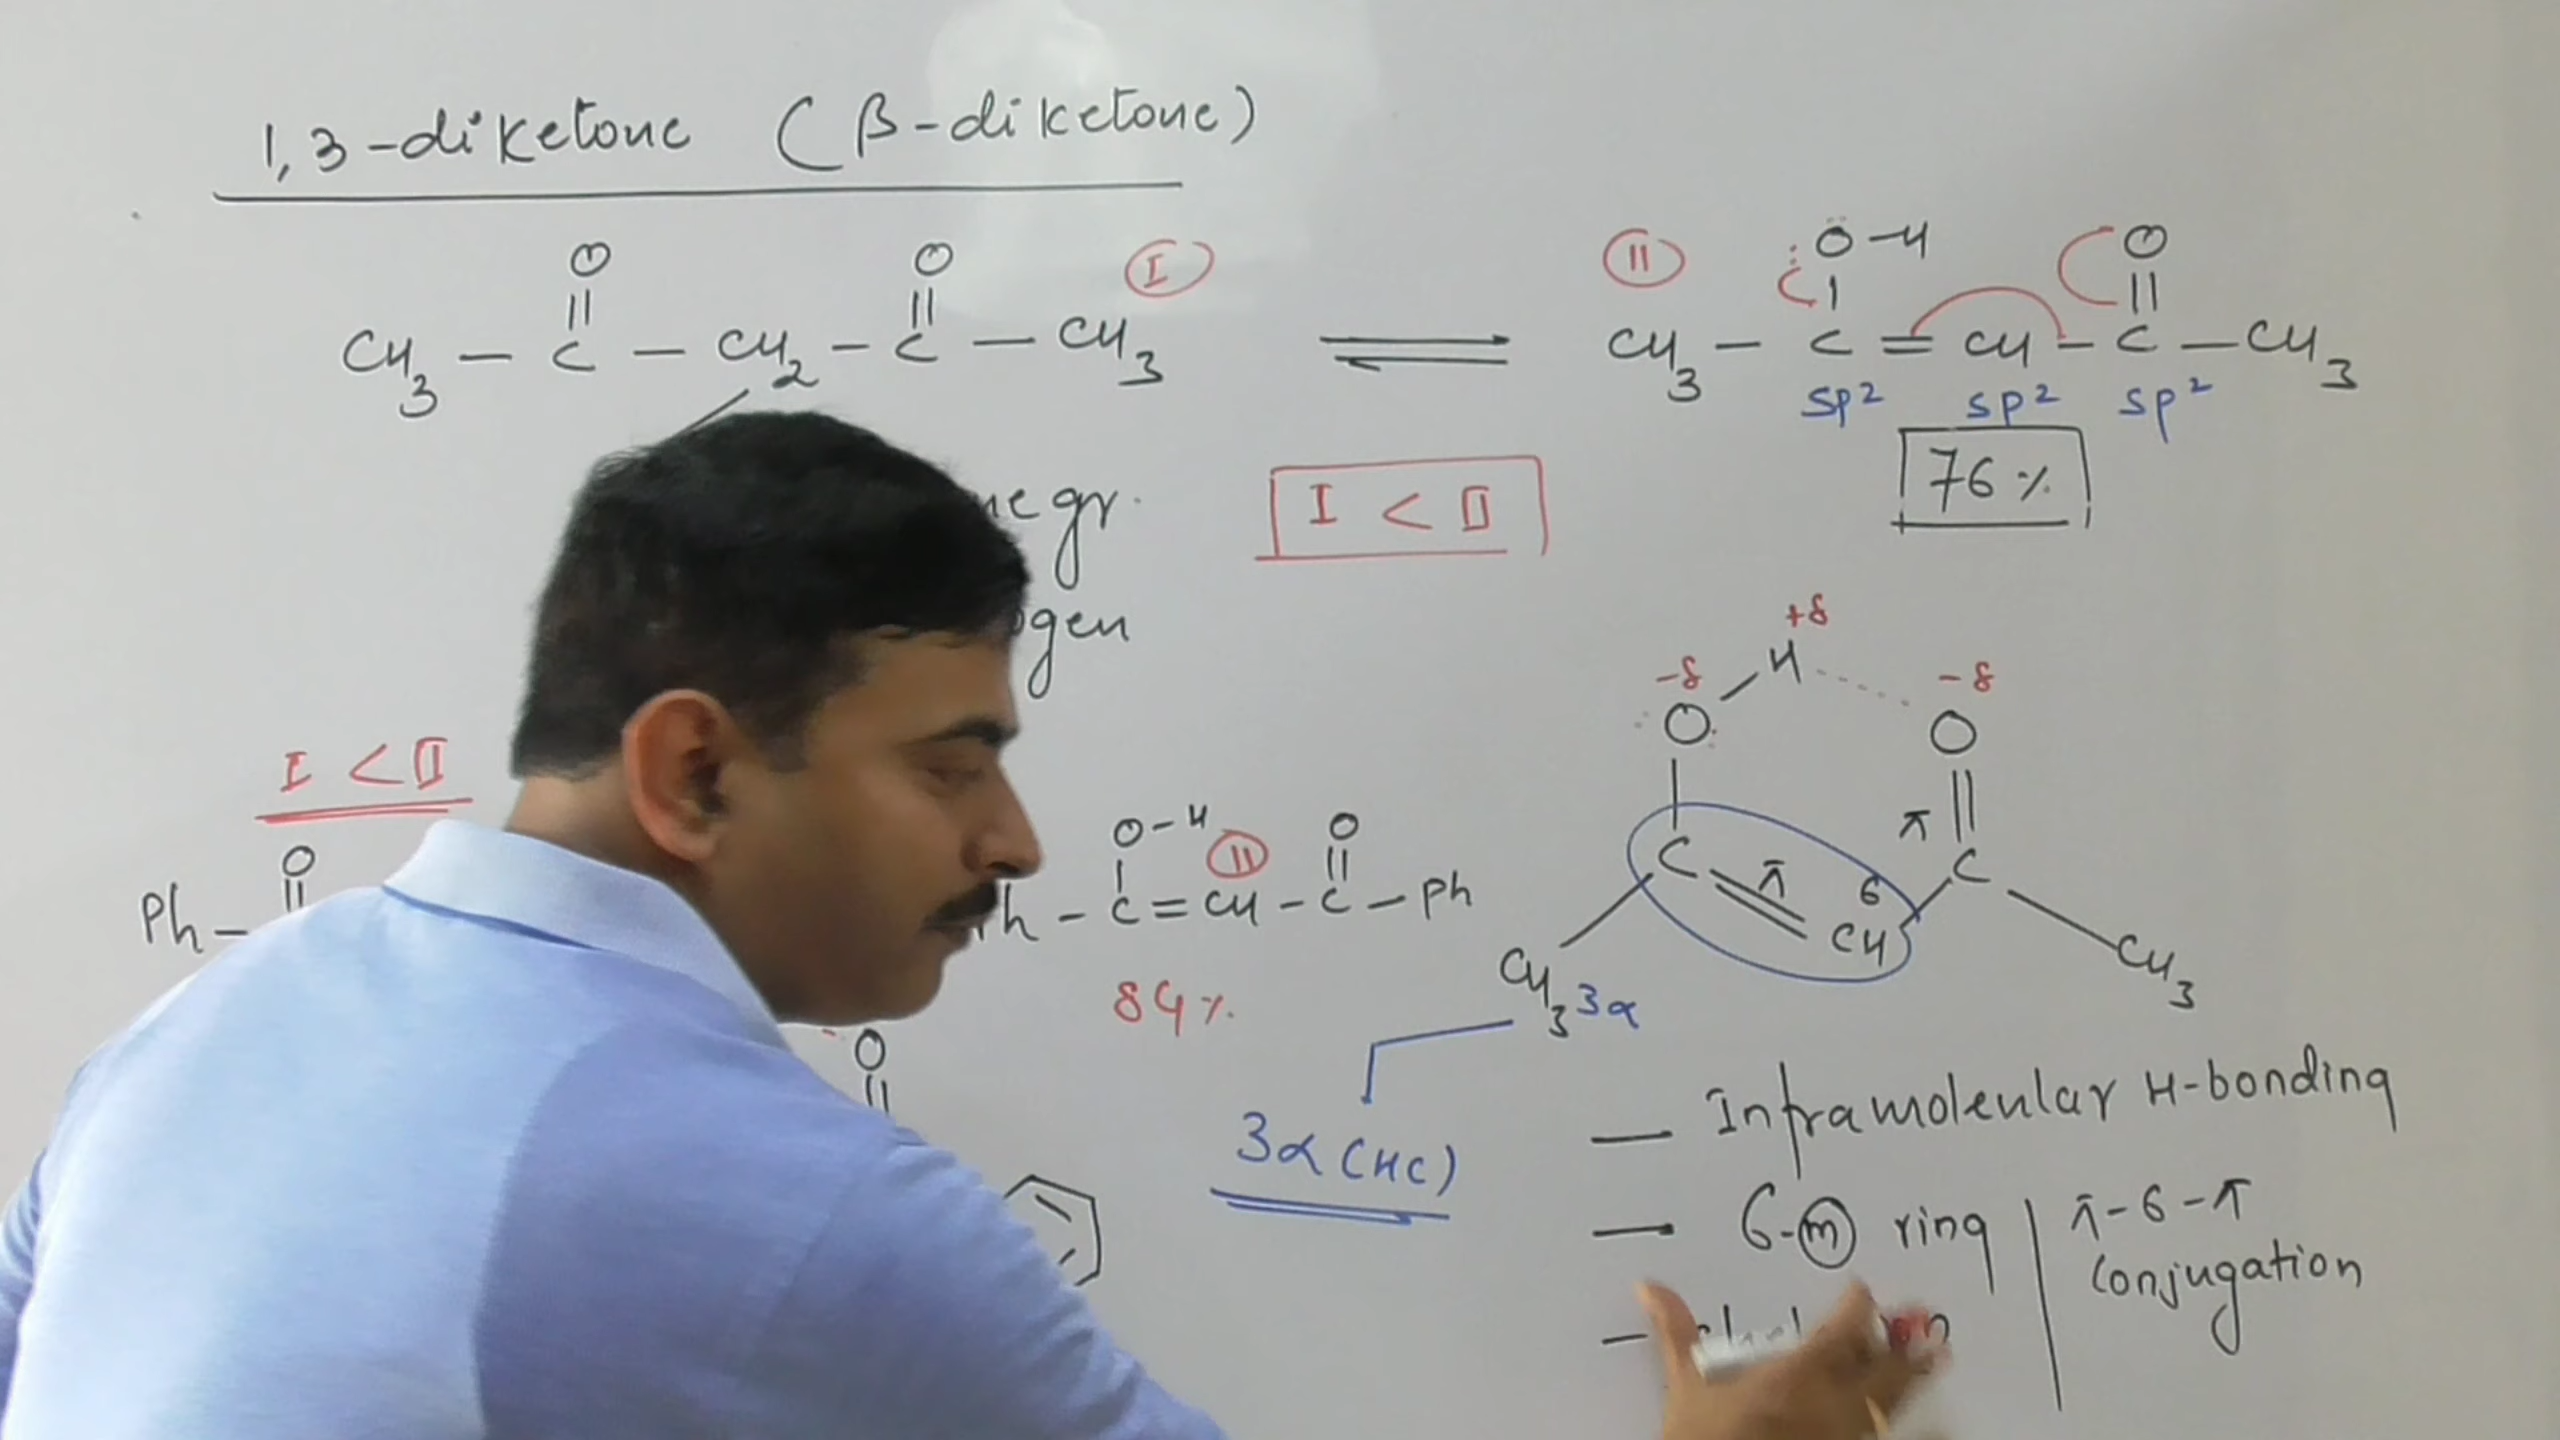 1,3-diketone (β-diketone)
O O I
|| ||
CH3 — C — CH2 — C — CH3
II O-H O
| ||
CH3 — C = CH — C — CH3
sp2 sp2 sp2
76%
gr.
I < II
+δ
-δ H -δ
O O
π
C π 6 C
CH
CH3 3α CH3
I < II
O
||
Ph —
O-H II O
| ||
— C = CH — C — Ph
84%
O
||
3α (HC)
— Intramolecular H-bonding
— 6-m ring
π-6-π
conjugation